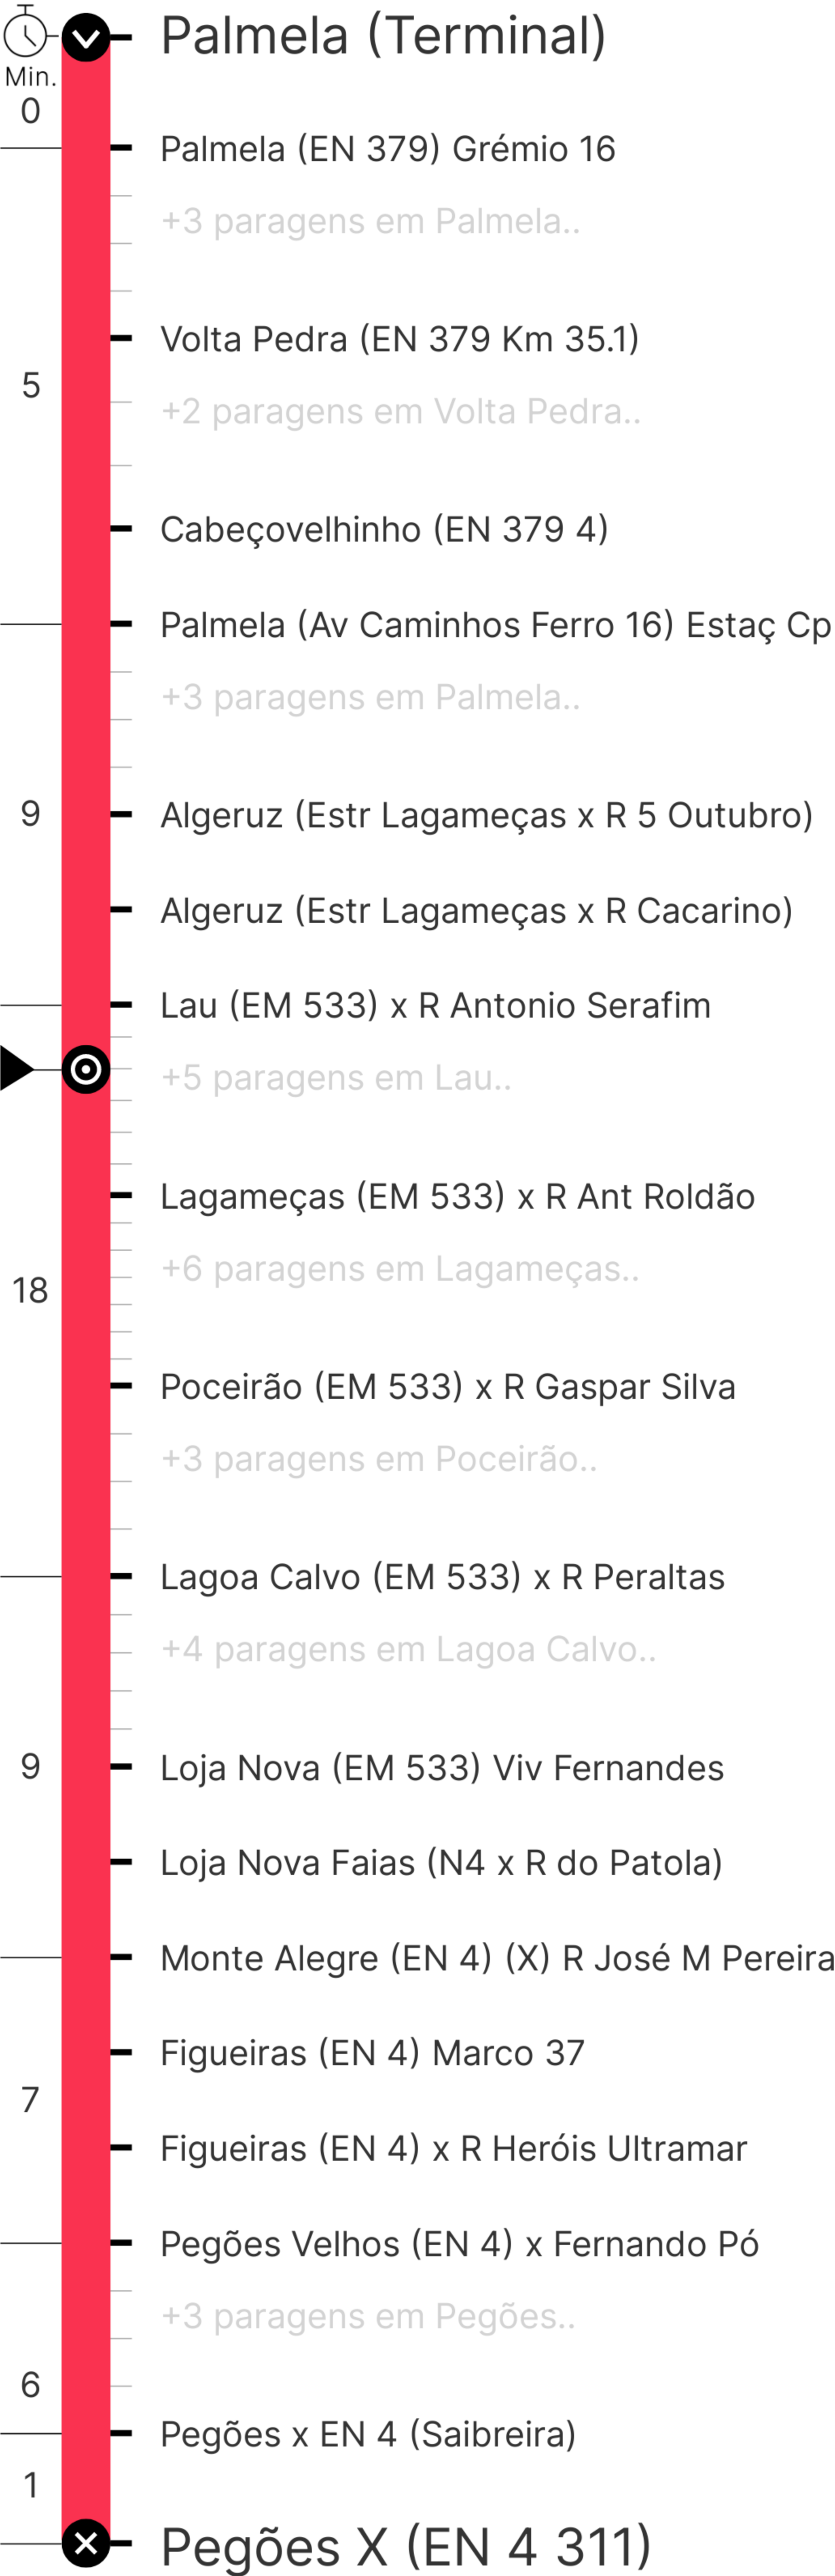 Palmela (Terminal)
Min.
0
Palmela (EN 379) Grémio 16
+3 paragens em Palmela..
Volta Pedra (EN 379 Km 35.1)
5
+2 paragens em Volta Pedra..
Cabeçovelhinho (EN 379 4)
Palmela (Av Caminhos Ferro 16) Estaç Cp
+3 paragens em Palmela..
9
Algeruz (Estr Lagameças x R 5 Outubro)
Algeruz (Estr Lagameças x R Cacarino)
Lau (EM 533) x R Antonio Serafim
+5 paragens em Lau..
Lagameças (EM 533) x R Ant Roldão
+6 paragens em Lagameças..
18
Poceirão (EM 533) x R Gaspar Silva
+3 paragens em Poceirão..
Lagoa Calvo (EM 533) x R Peraltas
+4 paragens em Lagoa Calvo..
9
Loja Nova (EM 533) Viv Fernandes
Loja Nova Faias (N4 x R do Patola)
Monte Alegre (EN 4) (X) R José M Pereira
Figueiras (EN 4) Marco 37
7
Figueiras (EN 4) x R Heróis Ultramar
Pegões Velhos (EN 4) x Fernando Pó
+3 paragens em Pegões..
6
Pegões x EN 4 (Saibreira)
1
Pegões X (EN 4 311)